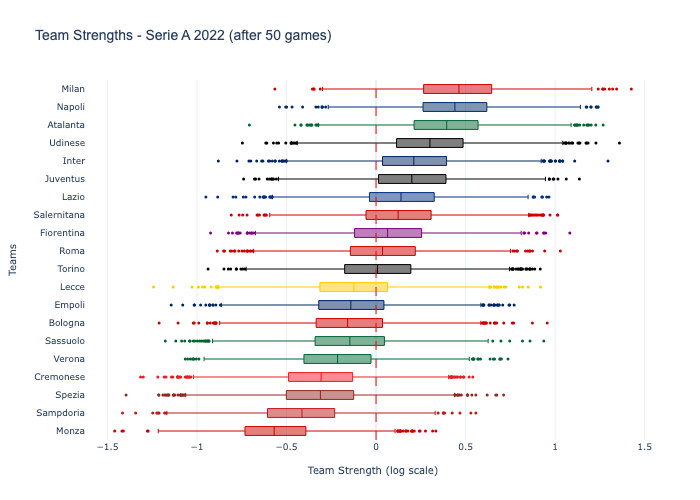 Team Strengths - Serie A 2022 (after 50 games)
Milan
Napoli
Atalanta
Udinese
Inter
Juventus
Lazio
Salernitana
Fiorentina
Roma
Torino
Lecce
Empoli
Bologna
Sassuolo
Verona
Cremonese
Spezia
Sampdoria
Monza
Teams
−1.5
−1
−0.5
0
0.5
1
1.5
Team Strength (log scale)